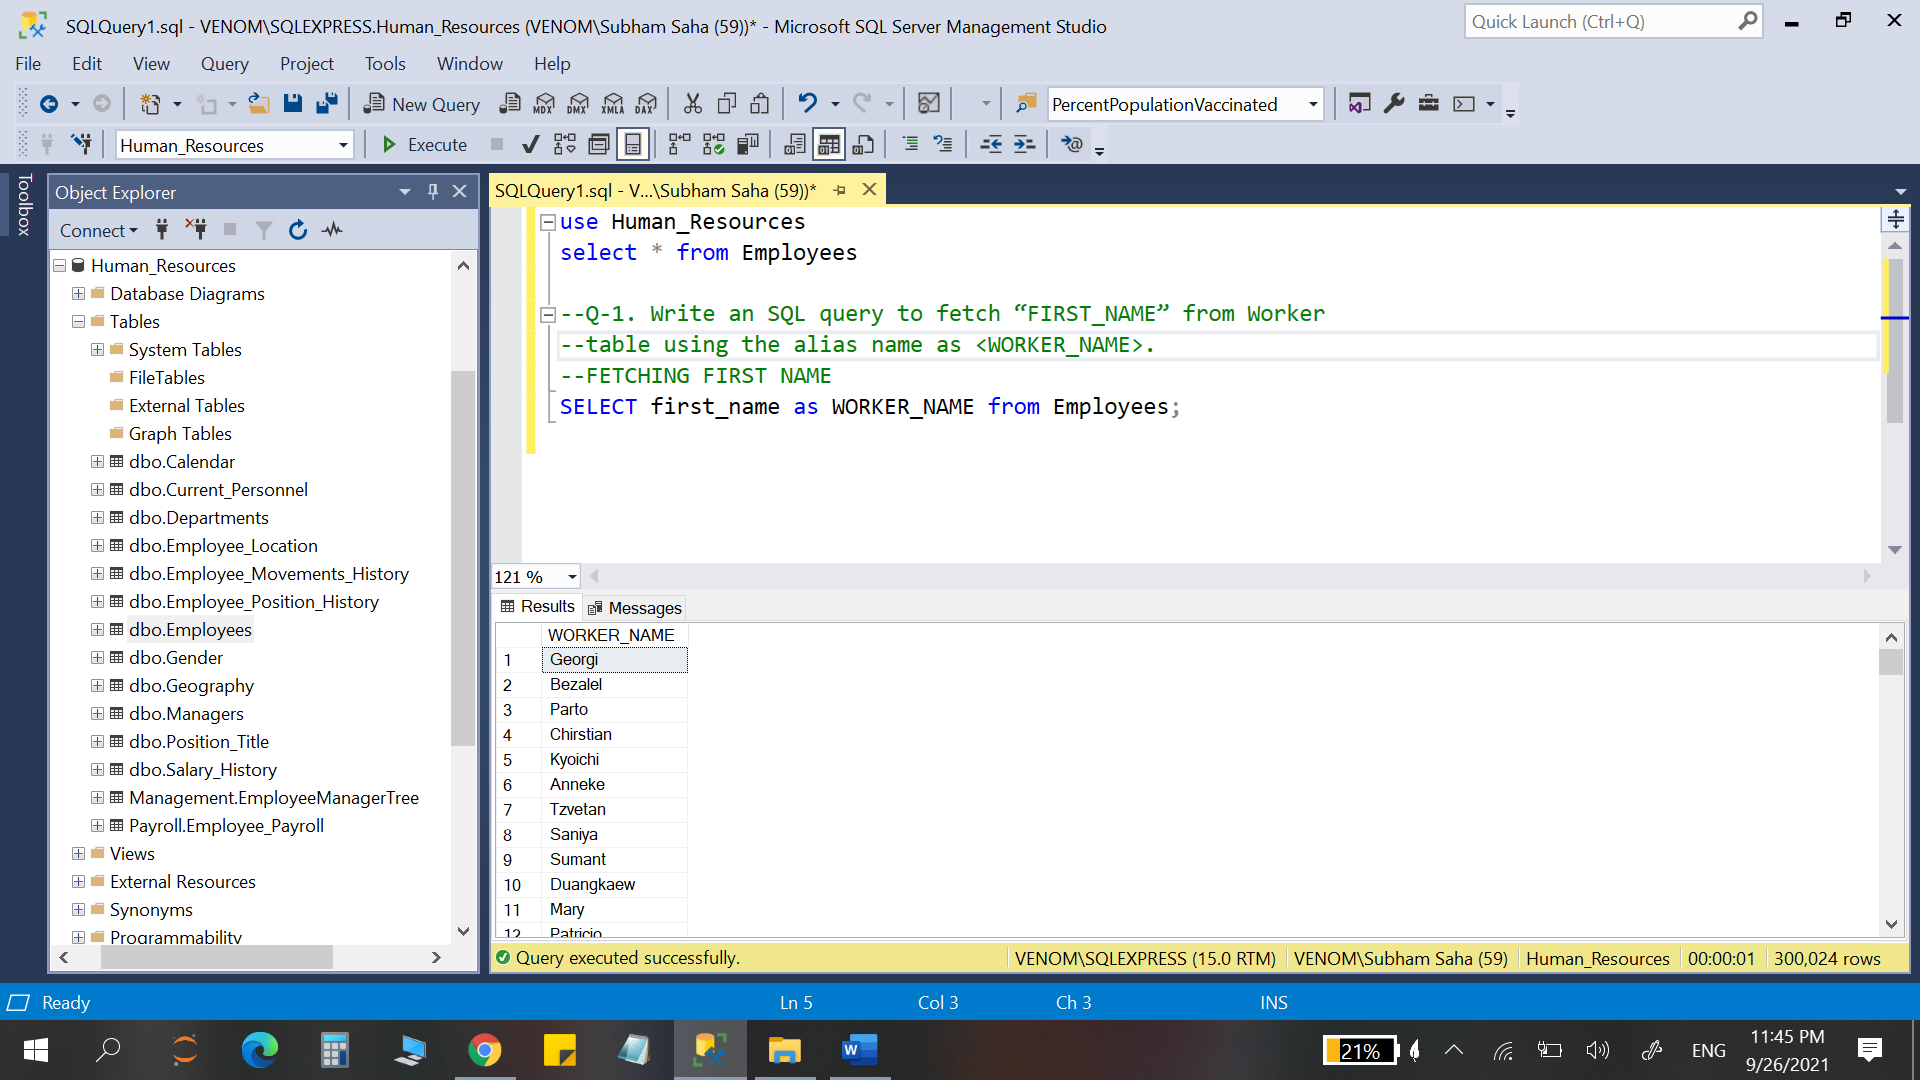 SQLQuery1.sql - VENOM\SQLEXPRESS.Human_Resources (VENOM\Subham Saha (59))* - Microsoft SQL Server Management Studio
Quick Launch (Ctrl+Q)
File Edit View Query Project Tools Window Help
New Query MDX DMX XMLA DAX PercentPopulationVaccinated
Human_Resources Execute
Toolbox
Object Explorer
Connect
Human_Resources
Database Diagrams
Tables
System Tables
FileTables
External Tables
Graph Tables
dbo.Calendar
dbo.Current_Personnel
dbo.Departments
dbo.Employee_Location
dbo.Employee_Movements_History
dbo.Employee_Position_History
dbo.Employees
dbo.Gender
dbo.Geography
dbo.Managers
dbo.Position_Title
dbo.Salary_History
Management.EmployeeManagerTree
Payroll.Employee_Payroll
Views
External Resources
Synonyms
Programmability
SQLQuery1.sql - V...\Subham Saha (59))*
use Human_Resources
select * from Employees
--Q-1. Write an SQL query to fetch “FIRST_NAME” from Worker
--table using the alias name as <WORKER_NAME>.
--FETCHING FIRST NAME
SELECT first_name as WORKER_NAME from Employees;
121 %
Results Messages
WORKER_NAME
1 Georgi
2 Bezalel
3 Parto
4 Chirstian
5 Kyoichi
6 Anneke
7 Tzvetan
8 Saniya
9 Sumant
10 Duangkaew
11 Mary
12 Patricio
Query executed successfully. VENOM\SQLEXPRESS (15.0 RTM) VENOM\Subham Saha (59) Human_Resources 00:00:01 300,024 rows
Ready Ln 5 Col 3 Ch 3 INS
W 21% ENG 11:45 PM
9/26/2021